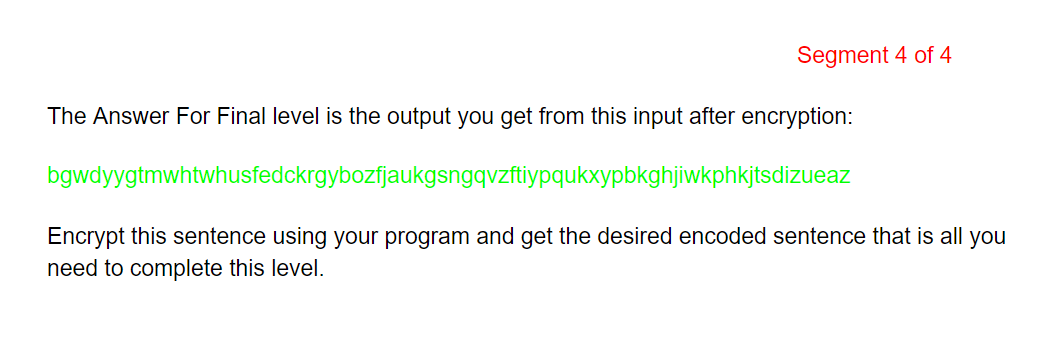 Segment 4 of 4
The Answer For Final level is the output you get from this input after encryption:
bgwdyygtmwhtwhusfedckrgybozfjaukgsngqvzftiypqukxypbkghjiwkphkjtsdizueaz
Encrypt this sentence using your program and get the desired encoded sentence that is all you
need to complete this level.